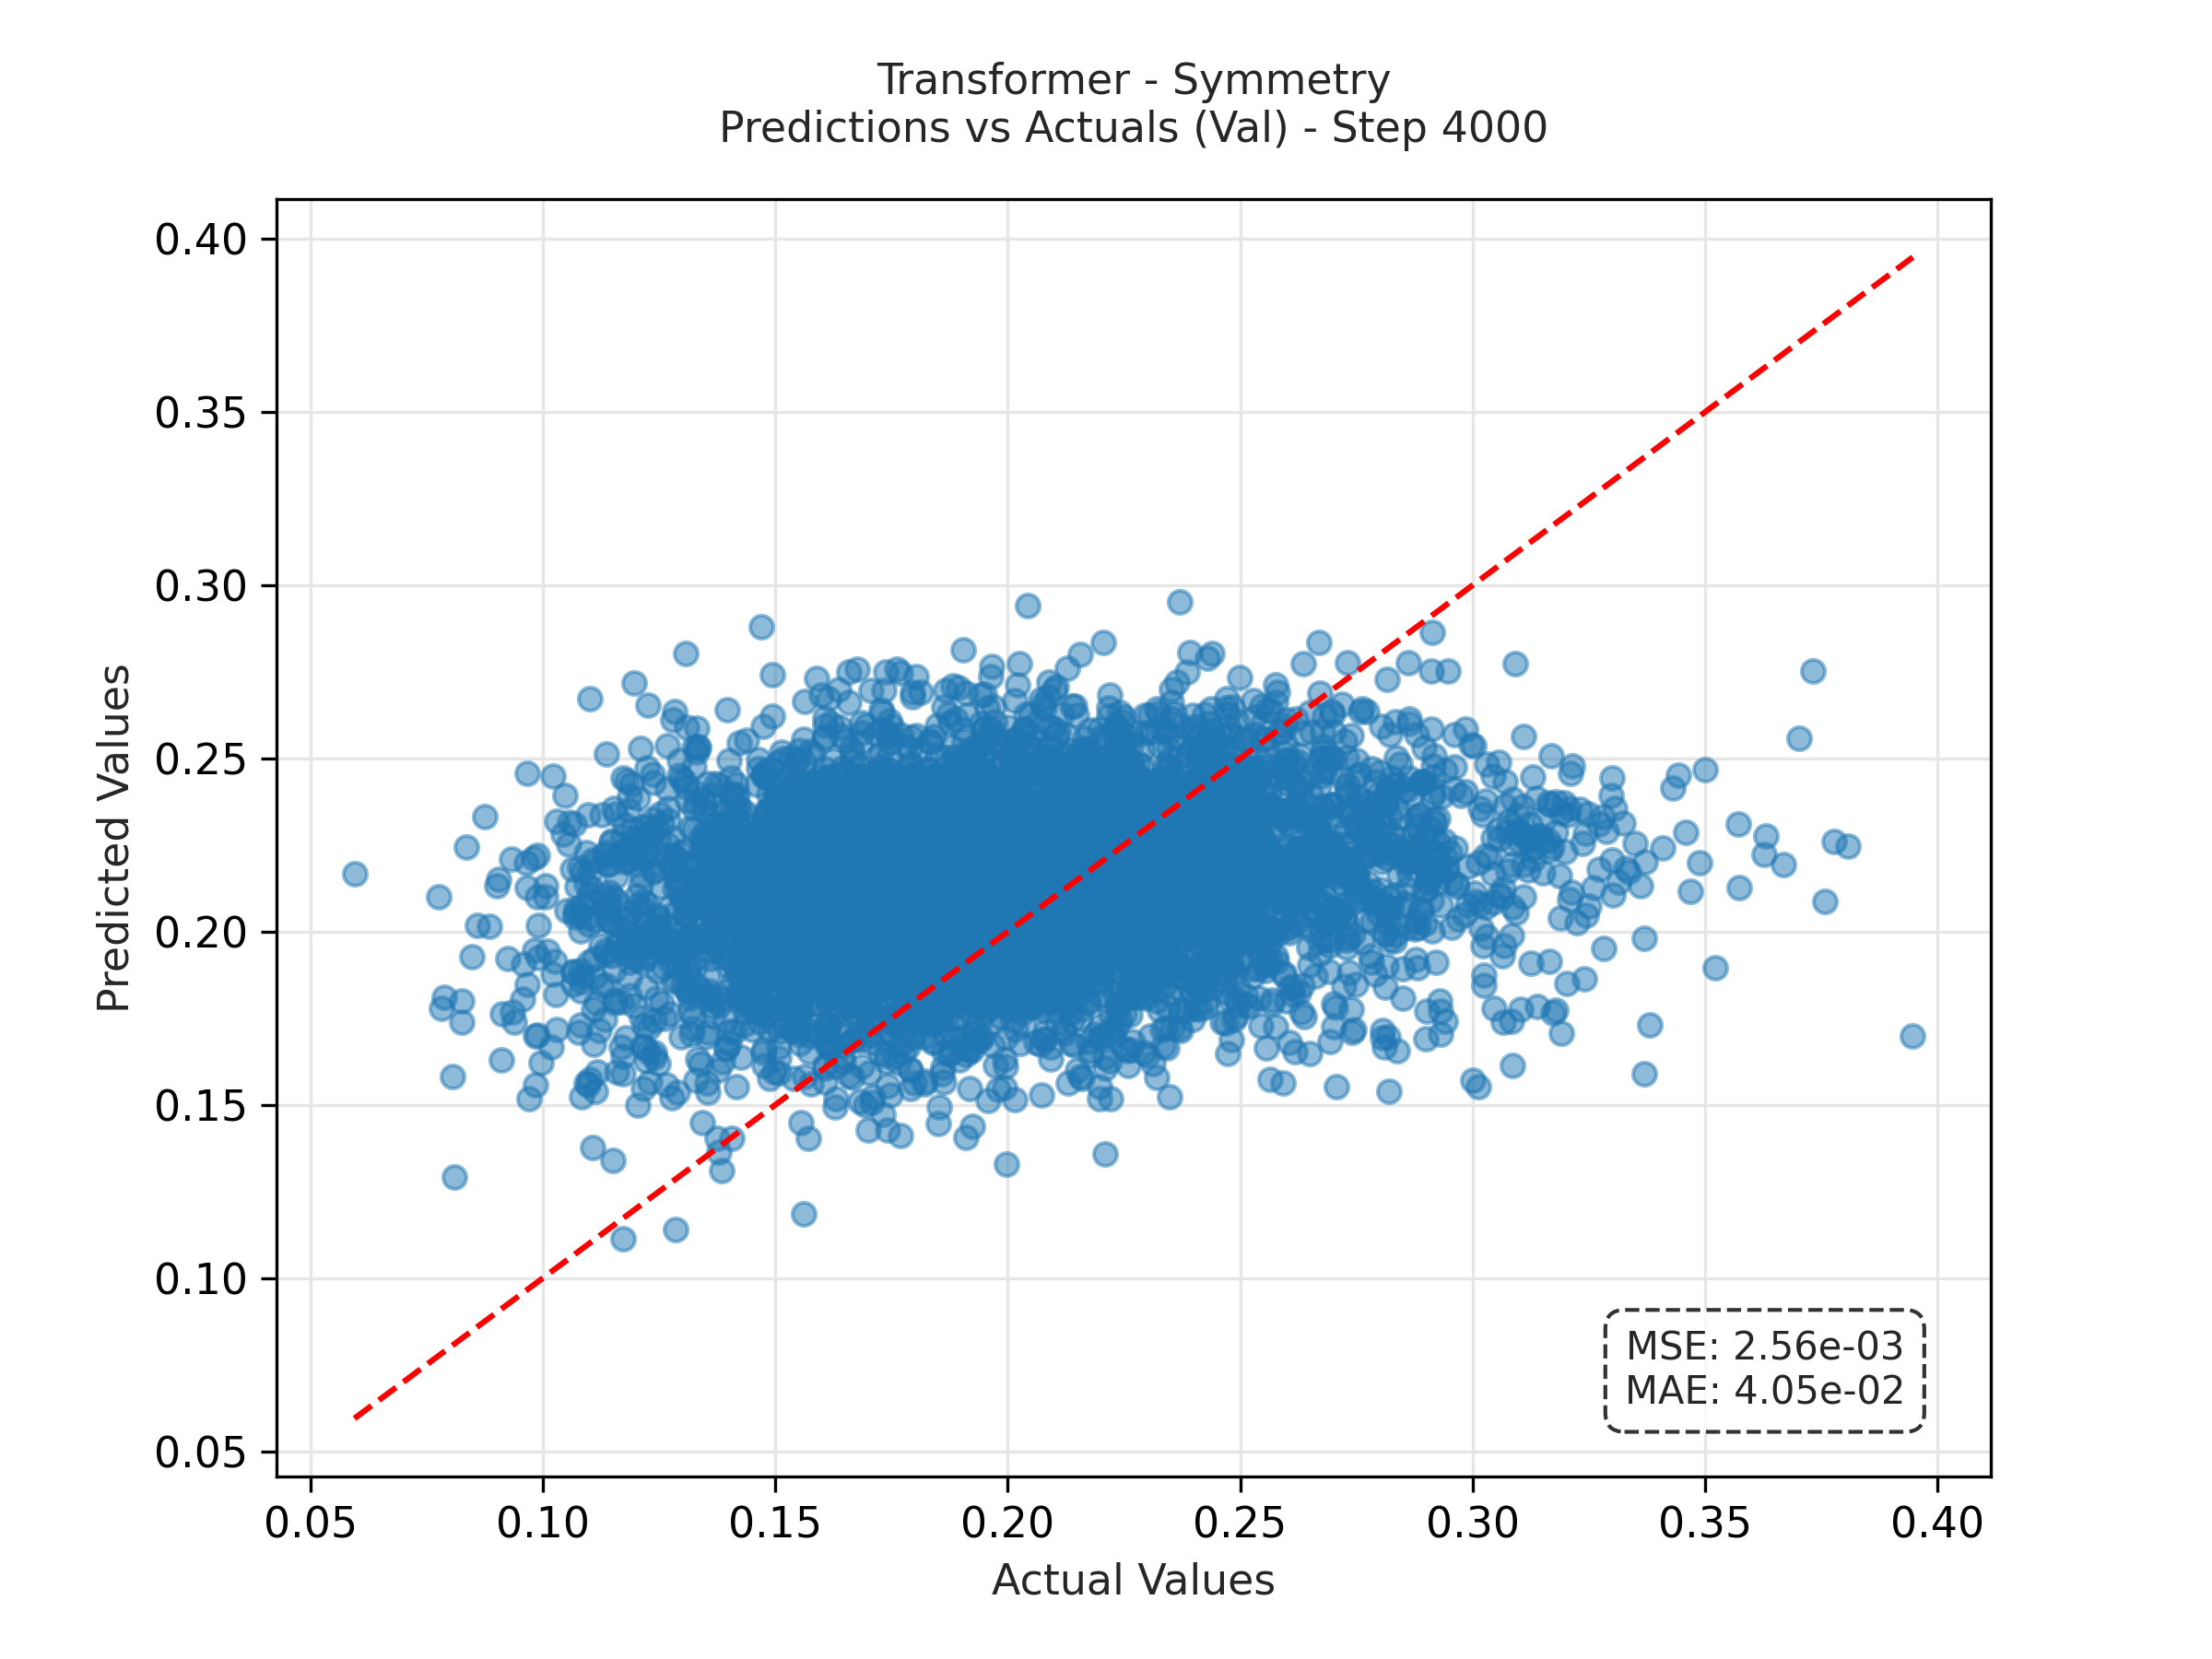 Transformer - Symmetry
Predictions vs Actuals (Val) - Step 4000
0.40
0.35
0.30
0.25
0.20
0.15
0.10
0.05
Predicted Values
MSE: 2.56e-03
MAE: 4.05e-02
0.05 0.10 0.15 0.20 0.25 0.30 0.35 0.40
Actual Values